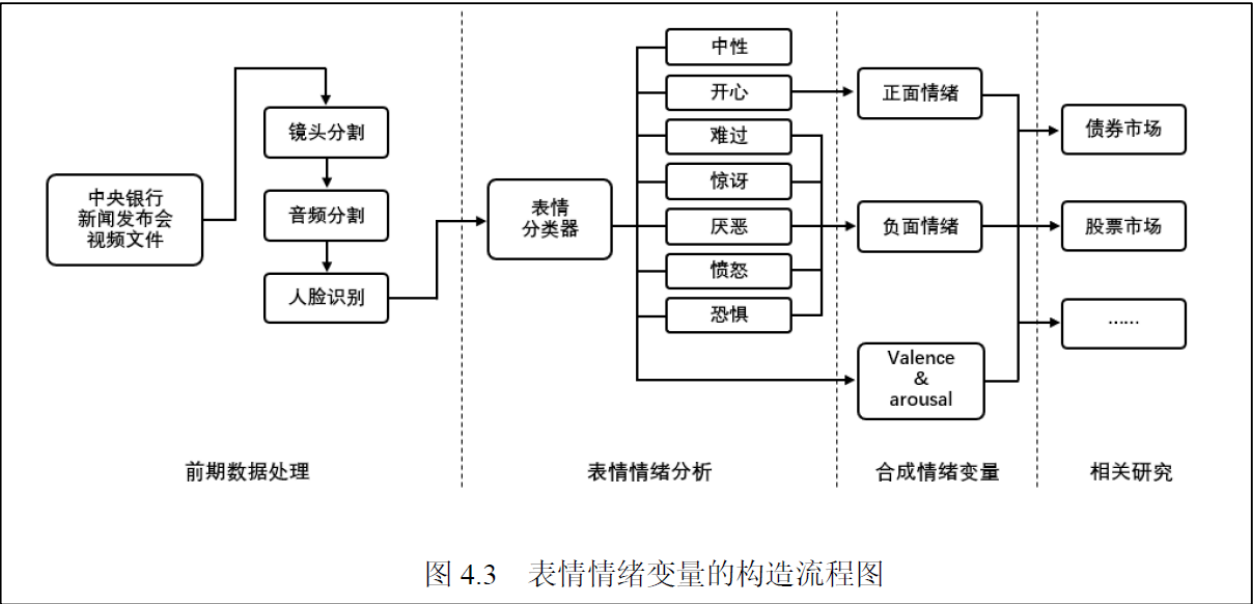 中央银行
新闻发布会
视频文件
镜头分割
音频分割
人脸识别
表情
分类器
中性
开心
难过
惊讶
厌恶
愤怒
恐惧
正面情绪
负面情绪
Valence
&
arousal
债券市场
股票市场
……
前期数据处理
表情情绪分析
合成情绪变量
相关研究
图 4.3 表情情绪变量的构造流程图